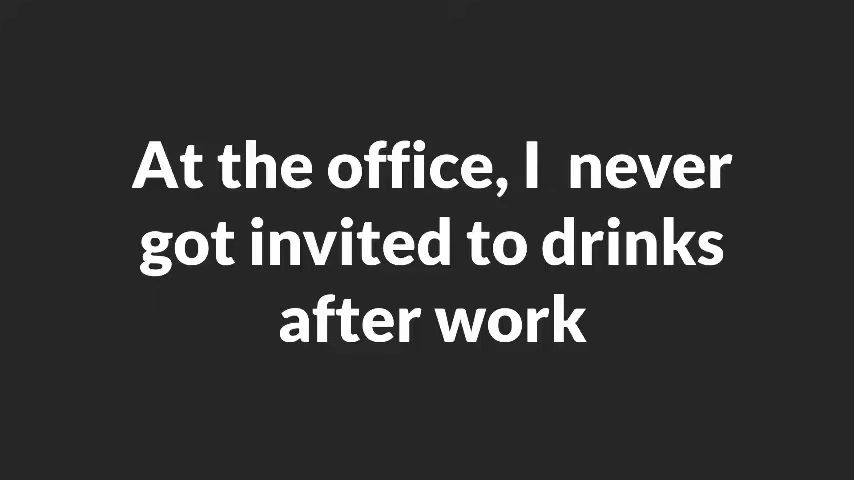 At the office, I  never
got invited to drinks
after work